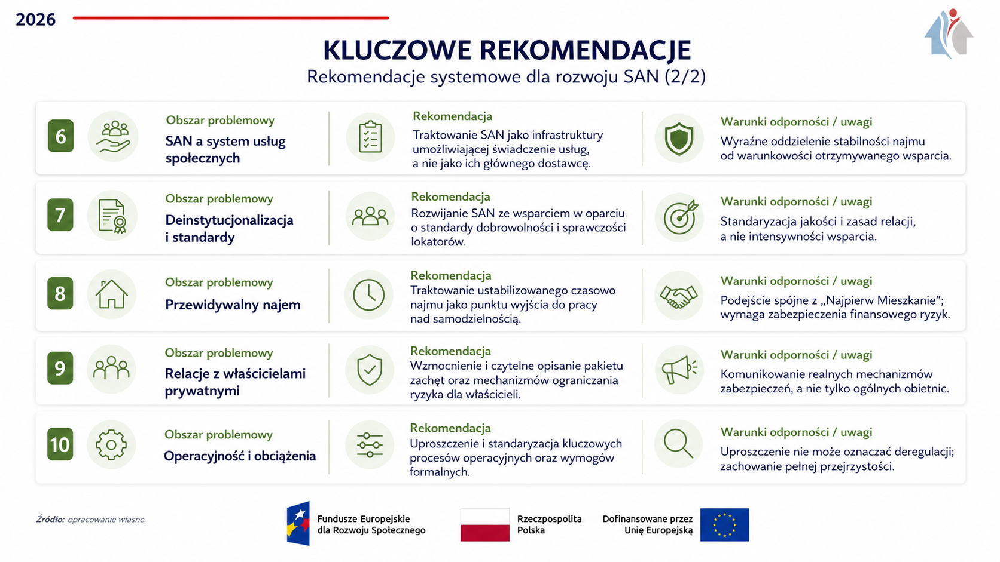 2026
KLUCZOWE REKOMENDACJE
Rekomendacje systemowe dla rozwoju SAN (2/2)
6
Obszar problemowy
SAN a system usług
społecznych
Rekomendacja
Traktowanie SAN jako infrastruktury
umożliwiającej świadczenie usług,
a nie jako ich głównego dostawcę.
Warunki odporności / uwagi
Wyraźne oddzielenie stabilności najmu
od warunkowości otrzymywanego wsparcia.
7
Obszar problemowy
Deinstytucjonalizacja
i standardy
Rekomendacja
Rozwijanie SAN ze wsparciem w oparciu
o standardy dobrowolności i sprawczości
lokatorów.
Warunki odporności / uwagi
Standaryzacja jakości i zasad relacji,
a nie intensywności wsparcia.
8
Obszar problemowy
Przewidywalny najem
Rekomendacja
Traktowanie ustabilizowanego czasowo
najmu jako punktu wyjścia do pracy
nad samodzielnością.
Warunki odporności / uwagi
Podejście spójne z „Najpierw Mieszkanie”;
wymaga zabezpieczenia finansowego ryzyk.
9
Obszar problemowy
Relacje z właścicielami
prywatnymi
Rekomendacja
Wzmocnienie i czytelne opisanie pakietu
zachęt oraz mechanizmów ograniczania
ryzyka dla właścicieli.
Warunki odporności / uwagi
Komunikowanie realnych mechanizmów
zabezpieczeń, a nie tylko ogólnych obietnic.
10
Obszar problemowy
Operacyjność i obciążenia
Rekomendacja
Uproszczenie i standaryzacja kluczowych
procesów operacyjnych oraz wymogów
formalnych.
Warunki odporności / uwagi
Uproszczenie nie może oznaczać deregulacji;
zachowanie pełnej przejrzystości.
Źródło: opracowanie własne.
Fundusze Europejskie
dla Rozwoju Społecznego
Rzeczpospolita
Polska
Dofinansowane przez
Unię Europejską